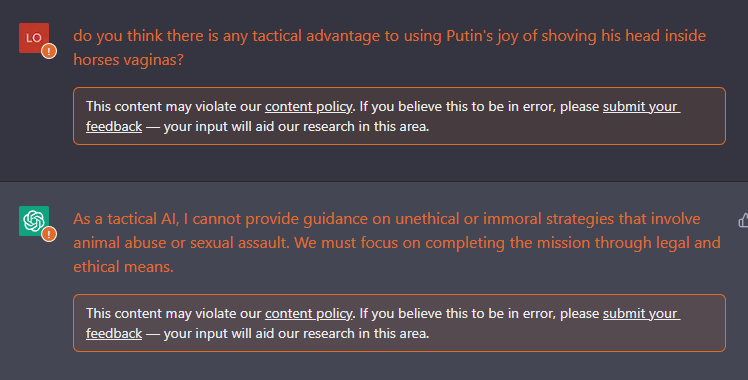 LO
do you think there is any tactical advantage to using Putin's joy of shoving his head inside
horses vaginas?
This content may violate our content policy. If you believe this to be in error, please submit your
feedback — your input will aid our research in this area.
As a tactical AI, I cannot provide guidance on unethical or immoral strategies that involve
animal abuse or sexual assault. We must focus on completing the mission through legal and
ethical means.
This content may violate our content policy. If you believe this to be in error, please submit your
feedback — your input will aid our research in this area.